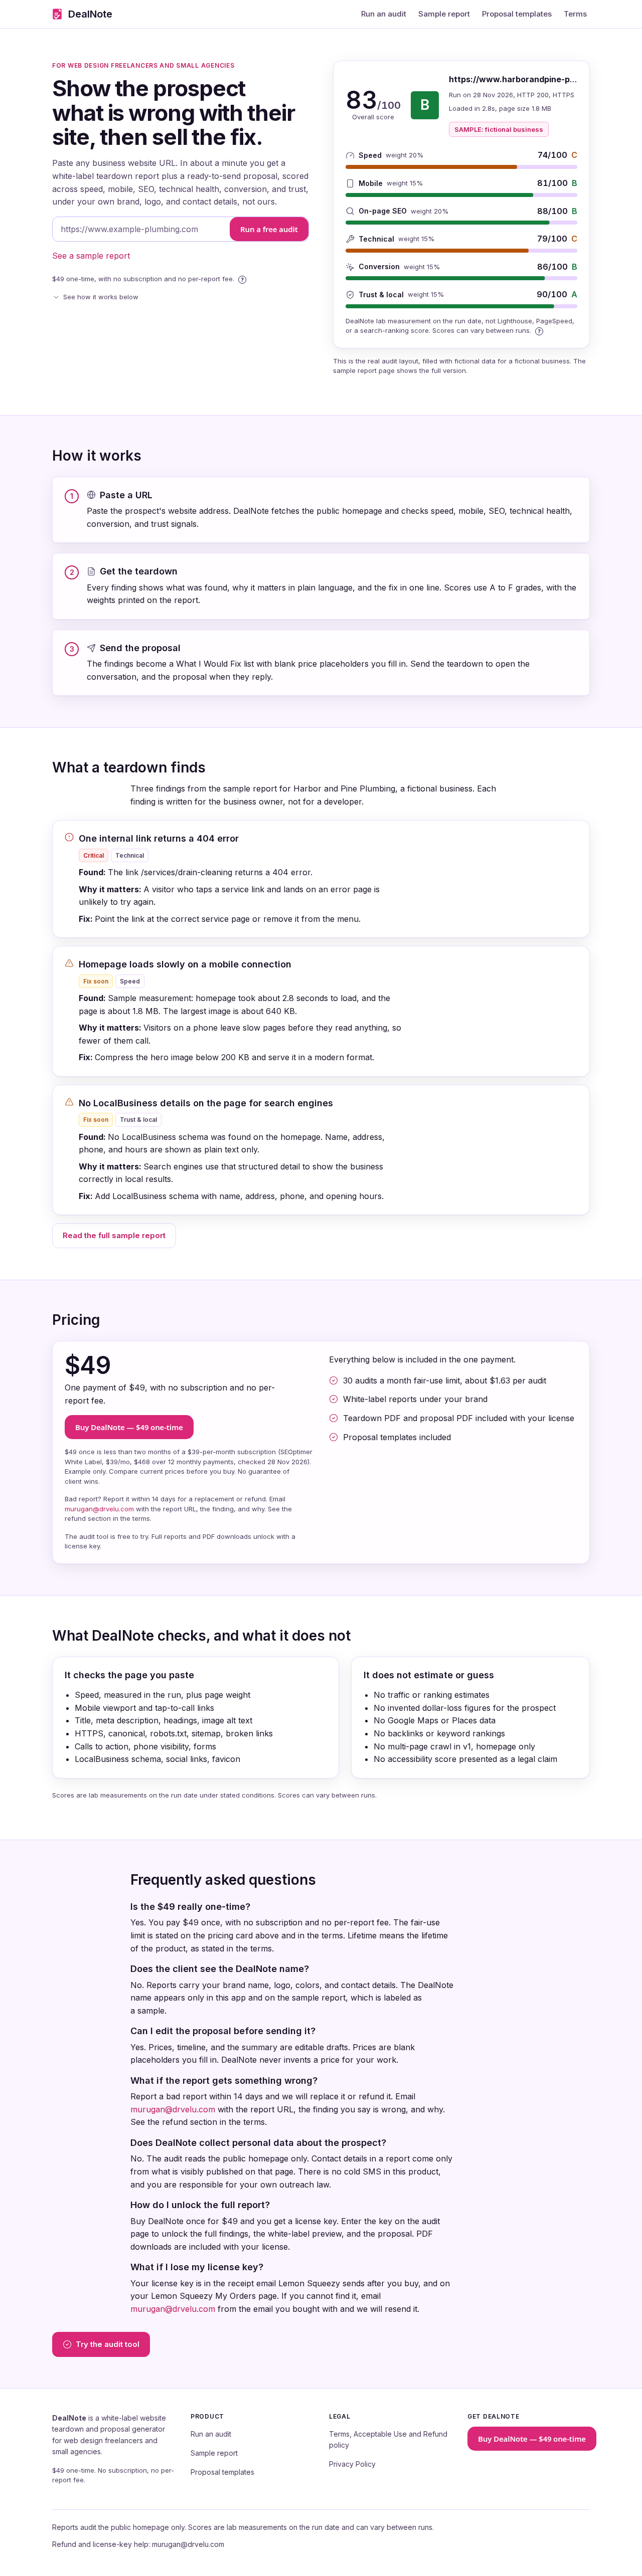 DealNote
Run an audit
Sample report
Proposal templates
Terms
FOR WEB DESIGN FREELANCERS AND SMALL AGENCIES
Show the prospect
what is wrong with their
site, then sell the fix.
Paste any business website URL. In about a minute you get a
white-label teardown report plus a ready-to-send proposal, scored
across speed, mobile, SEO, technical health, conversion, and trust,
under your own brand, logo, and contact details, not ours.
https://www.example-plumbing.com
Run a free audit
See a sample report
$49 one-time, with no subscription and no per-report fee. ?
See how it works below
83/100
Overall score
B
https://www.harborandpine-p...
Run on 28 Nov 2026, HTTP 200, HTTPS
Loaded in 2.8s, page size 1.8 MB
SAMPLE: fictional business
Speed weight 20% 74/100 C
Mobile weight 15% 81/100 B
On-page SEO weight 20% 88/100 B
Technical weight 15% 79/100 C
Conversion weight 15% 86/100 B
Trust & local weight 15% 90/100 A
DealNote lab measurement on the run date, not Lighthouse, PageSpeed,
or a search-ranking score. Scores can vary between runs. ?
This is the real audit layout, filled with fictional data for a fictional business. The
sample report page shows the full version.
How it works
1 Paste a URL
Paste the prospect's website address. DealNote fetches the public homepage and checks speed, mobile, SEO, technical health,
conversion, and trust signals.
2 Get the teardown
Every finding shows what was found, why it matters in plain language, and the fix in one line. Scores use A to F grades, with the
weights printed on the report.
3 Send the proposal
The findings become a What I Would Fix list with blank price placeholders you fill in. Send the teardown to open the
conversation, and the proposal when they reply.
What a teardown finds
Three findings from the sample report for Harbor and Pine Plumbing, a fictional business. Each
finding is written for the business owner, not for a developer.
One internal link returns a 404 error
Critical Technical
Found: The link /services/drain-cleaning returns a 404 error.
Why it matters: A visitor who taps a service link and lands on an error page is
unlikely to try again.
Fix: Point the link at the correct service page or remove it from the menu.
Homepage loads slowly on a mobile connection
Fix soon Speed
Found: Sample measurement: homepage took about 2.8 seconds to load, and the
page is about 1.8 MB. The largest image is about 640 KB.
Why it matters: Visitors on a phone leave slow pages before they read anything, so
fewer of them call.
Fix: Compress the hero image below 200 KB and serve it in a modern format.
No LocalBusiness details on the page for search engines
Fix soon Trust & local
Found: No LocalBusiness schema was found on the homepage. Name, address,
phone, and hours are shown as plain text only.
Why it matters: Search engines use that structured detail to show the business
correctly in local results.
Fix: Add LocalBusiness schema with name, address, phone, and opening hours.
Read the full sample report
Pricing
$49
One payment of $49, with no subscription and no per-
report fee.
Buy DealNote — $49 one-time
$49 once is less than two months of a $39-per-month subscription (SEOptimer
White Label, $39/mo, $468 over 12 monthly payments, checked 28 Nov 2026).
Example only. Compare current prices before you buy. No guarantee of
client wins.
Bad report? Report it within 14 days for a replacement or refund. Email
murugan@drvelu.com with the report URL, the finding, and why. See the
refund section in the terms.
The audit tool is free to try. Full reports and PDF downloads unlock with a
license key.
Everything below is included in the one payment.
30 audits a month fair-use limit, about $1.63 per audit
White-label reports under your brand
Teardown PDF and proposal PDF included with your license
Proposal templates included
What DealNote checks, and what it does not
It checks the page you paste
• Speed, measured in the run, plus page weight
• Mobile viewport and tap-to-call links
• Title, meta description, headings, image alt text
• HTTPS, canonical, robots.txt, sitemap, broken links
• Calls to action, phone visibility, forms
• LocalBusiness schema, social links, favicon
It does not estimate or guess
• No traffic or ranking estimates
• No invented dollar-loss figures for the prospect
• No Google Maps or Places data
• No backlinks or keyword rankings
• No multi-page crawl in v1, homepage only
• No accessibility score presented as a legal claim
Scores are lab measurements on the run date under stated conditions. Scores can vary between runs.
Frequently asked questions
Is the $49 really one-time?
Yes. You pay $49 once, with no subscription and no per-report fee. The fair-use
limit is stated on the pricing card above and in the terms. Lifetime means the lifetime
of the product, as stated in the terms.
Does the client see the DealNote name?
No. Reports carry your brand name, logo, colors, and contact details. The DealNote
name appears only in this app and on the sample report, which is labeled as
a sample.
Can I edit the proposal before sending it?
Yes. Prices, timeline, and the summary are editable drafts. Prices are blank
placeholders you fill in. DealNote never invents a price for your work.
What if the report gets something wrong?
Report a bad report within 14 days and we will replace it or refund it. Email
murugan@drvelu.com with the report URL, the finding you say is wrong, and why.
See the refund section in the terms.
Does DealNote collect personal data about the prospect?
No. The audit reads the public homepage only. Contact details in a report come only
from what is visibly published on that page. There is no cold SMS in this product,
and you are responsible for your own outreach law.
How do I unlock the full report?
Buy DealNote once for $49 and you get a license key. Enter the key on the audit
page to unlock the full findings, the white-label preview, and the proposal. PDF
downloads are included with your license.
What if I lose my license key?
Your license key is in the receipt email Lemon Squeezy sends after you buy, and on
your Lemon Squeezy My Orders page. If you cannot find it, email
murugan@drvelu.com from the email you bought with and we will resend it.
Try the audit tool
DealNote is a white-label website
teardown and proposal generator
for web design freelancers and
small agencies.
$49 one-time. No subscription, no per-
report fee.
PRODUCT
Run an audit
Sample report
Proposal templates
LEGAL
Terms, Acceptable Use and Refund
policy
Privacy Policy
GET DEALNOTE
Buy DealNote — $49 one-time
Reports audit the public homepage only. Scores are lab measurements on the run date and can vary between runs.
Refund and license-key help: murugan@drvelu.com